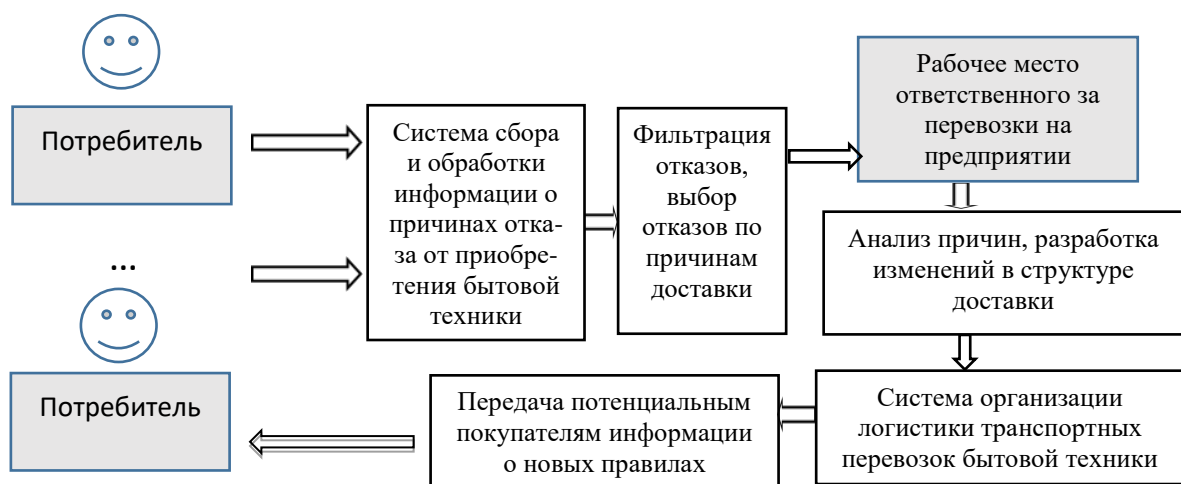 Потребитель
Система сбора
и обработки
информации о
причинах отка-
за от приобре-
тения бытовой
техники
Фильтрация
отказов,
выбор
отказов по
причинам
доставки
Рабочее место
ответственного за
перевозки на
предприятии
Анализ причин, разработка
изменений в структуре
доставки
...
Потребитель
Передача потенциальным
покупателям информации
о новых правилах
Система организации
логистики транспортных
перевозок бытовой техники